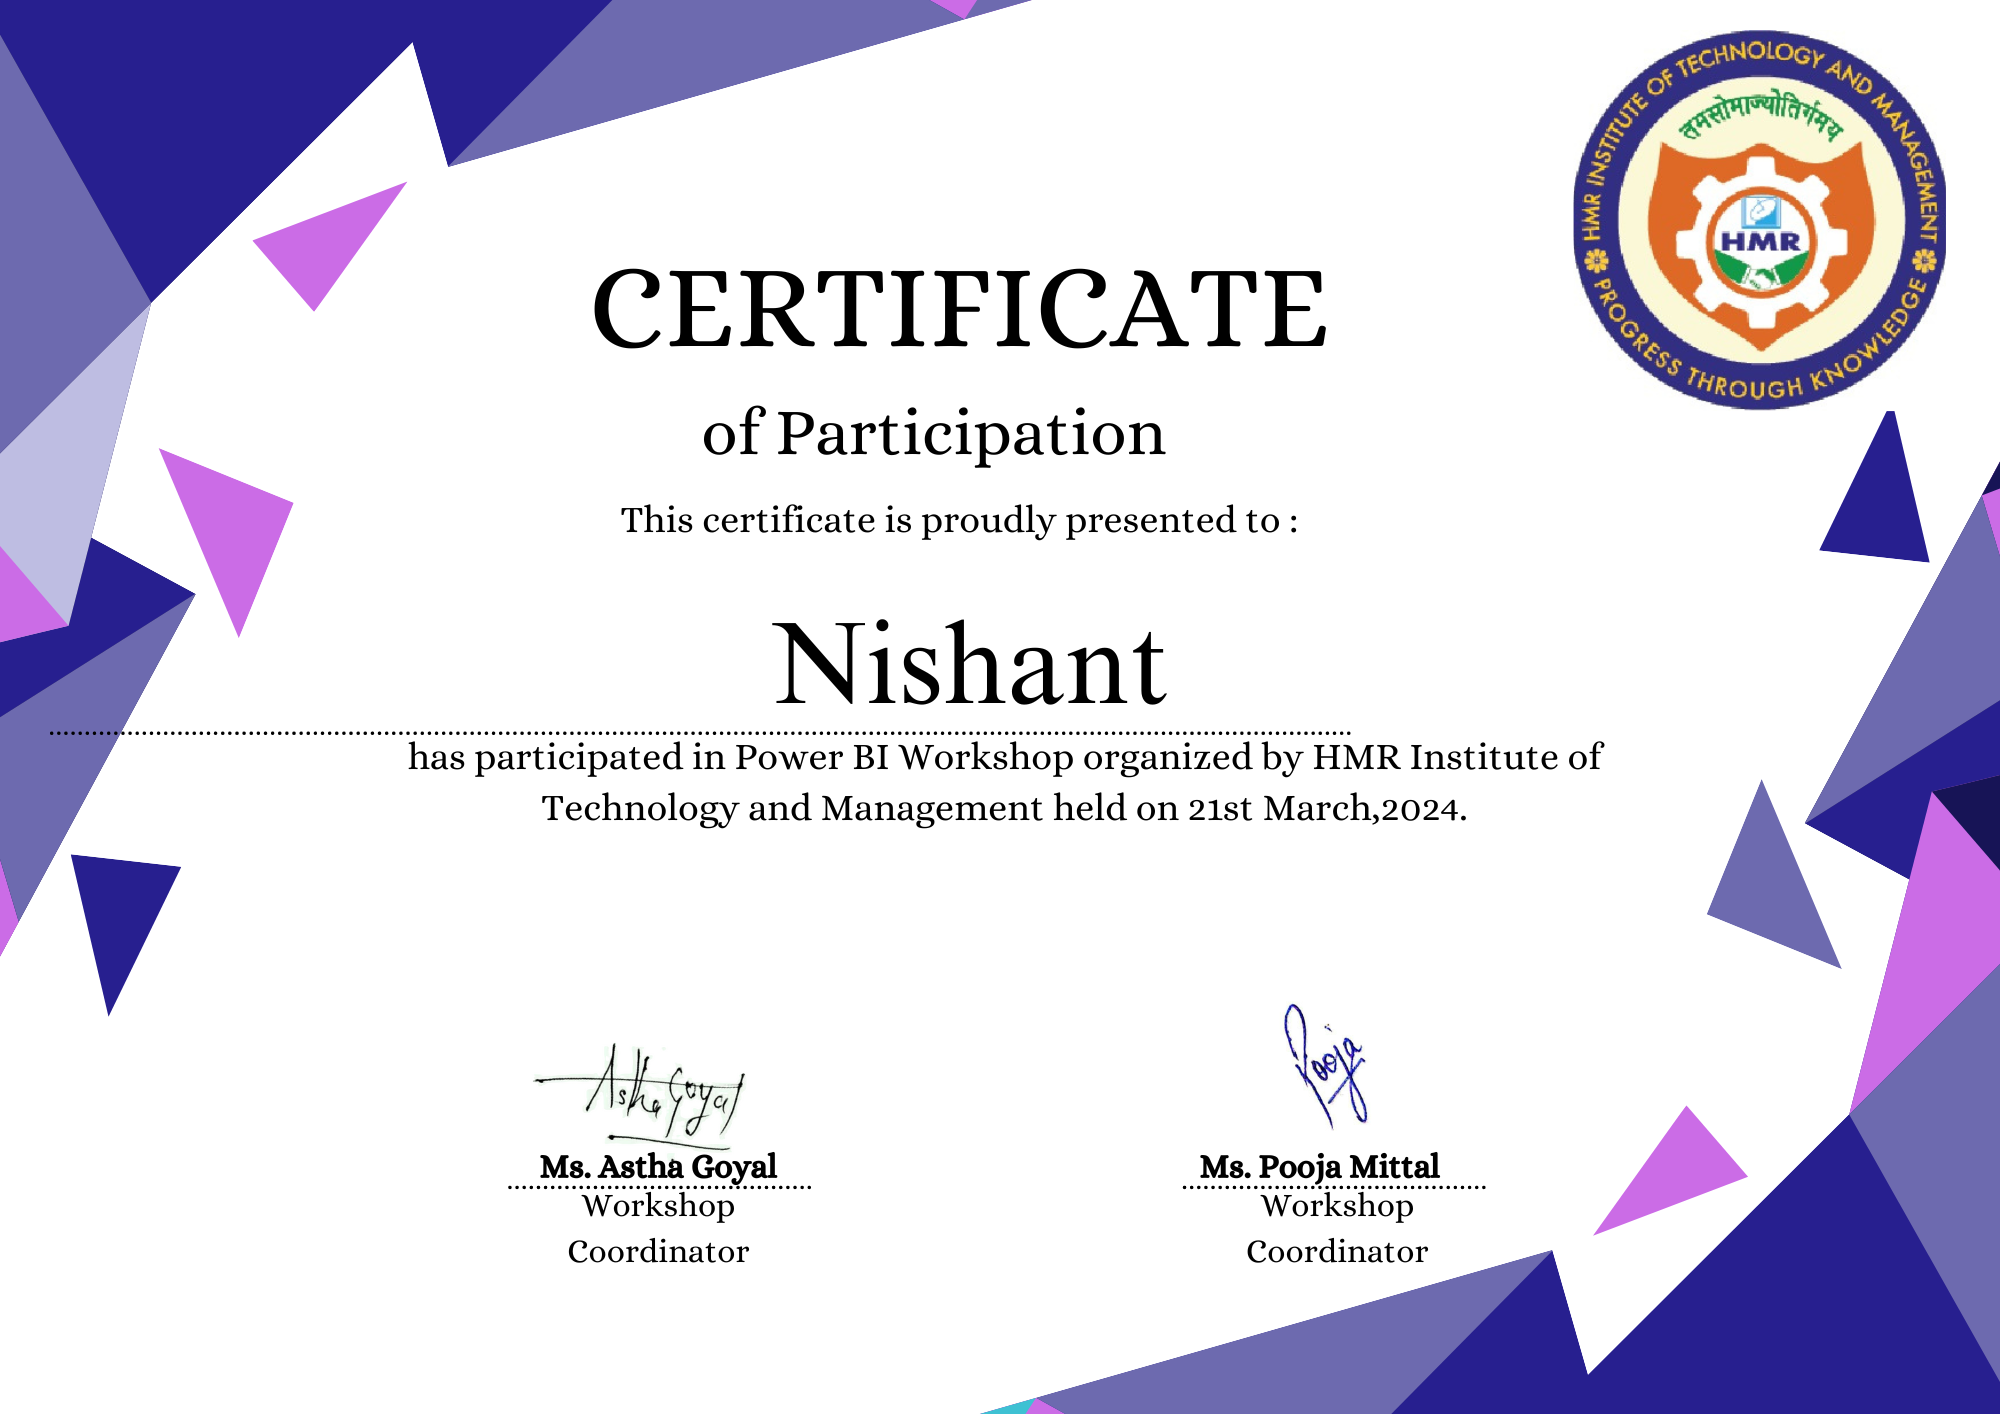 HMR INSTITUTE OF TECHNOLOGY AND MANAGEMENT
तमसोमाज्योतिर्गमय
HMR
PROGRESS THROUGH KNOWLEDGE
CERTIFICATE
of Participation
This certificate is proudly presented to :
Nishant
has participated in Power BI Workshop organized by HMR Institute of
Technology and Management held on 21st March,2024.
Astha Goyal
Pooja
Ms. Astha Goyal
Ms. Pooja Mittal
Workshop
Coordinator
Workshop
Coordinator